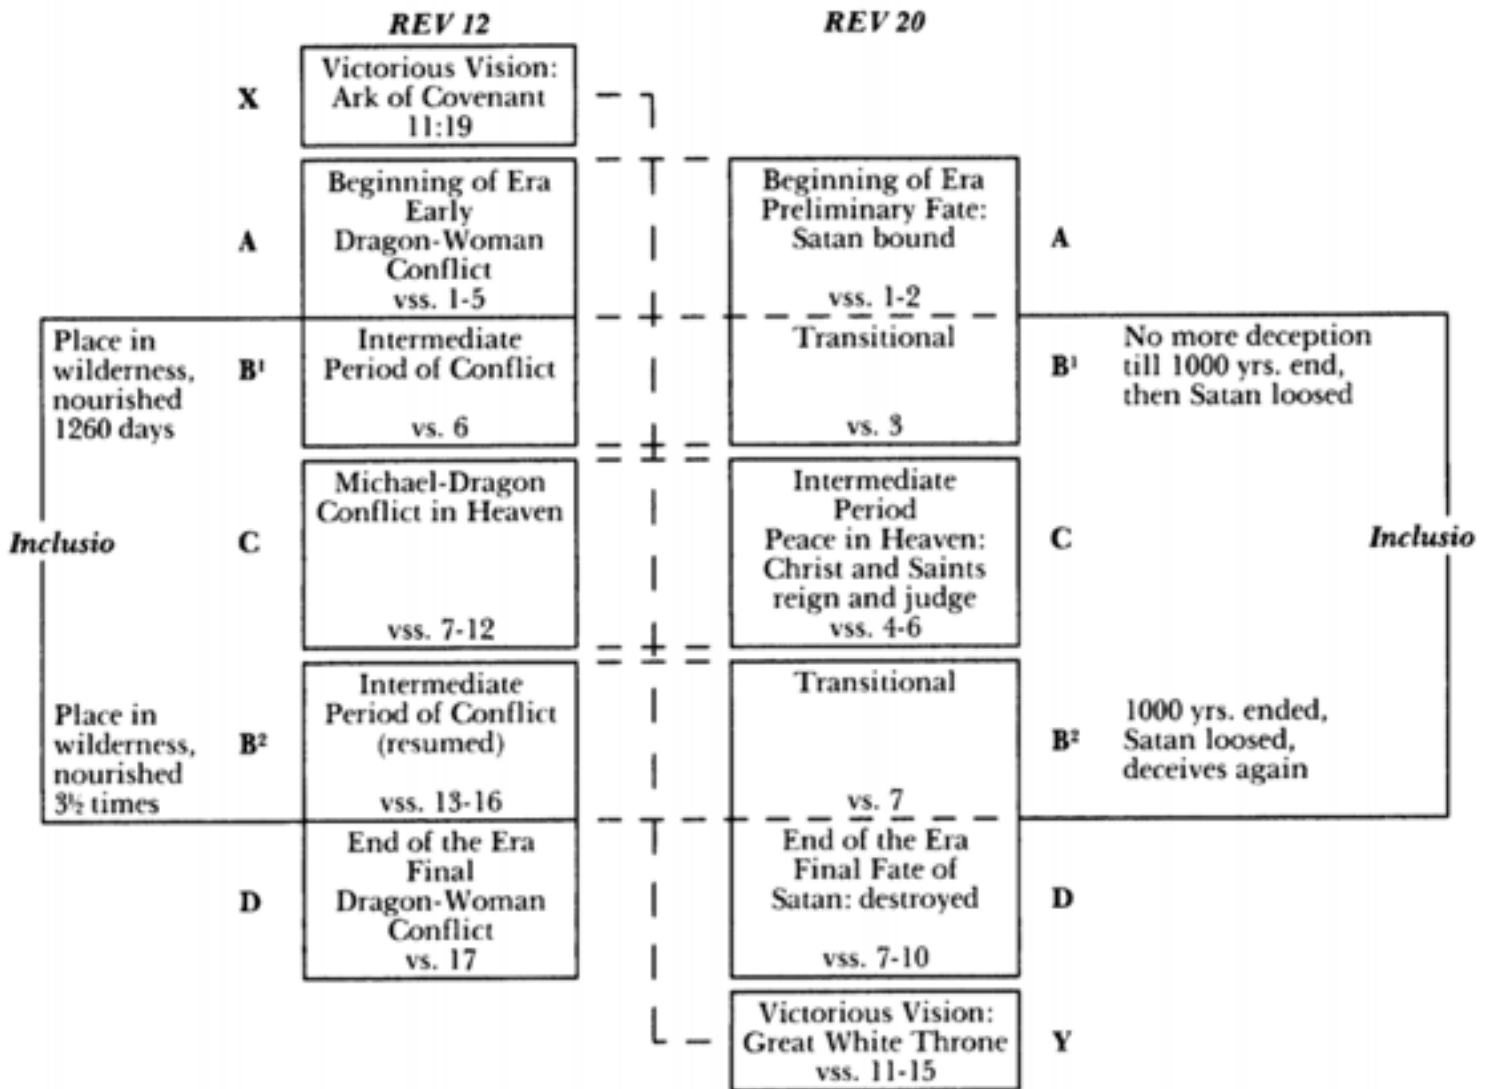 REV 12
REV 20
X
Victorious Vision:
Ark of Covenant
11:19
A
Beginning of Era
Early
Dragon-Woman
Conflict
vss. 1-5
Beginning of Era
Preliminary Fate:
Satan bound
vss. 1-2
A
Place in
wilderness,
nourished
1260 days
B¹
Intermediate
Period of Conflict
vs. 6
Transitional
vs. 3
B¹
No more deception
till 1000 yrs. end,
then Satan loosed
Inclusio
C
Michael-Dragon
Conflict in Heaven
vss. 7-12
Intermediate
Period
Peace in Heaven:
Christ and Saints
reign and judge
vss. 4-6
C
Inclusio
Place in
wilderness,
nourished
3½ times
B²
Intermediate
Period of Conflict
(resumed)
vss. 13-16
Transitional
vs. 7
B²
1000 yrs. ended,
Satan loosed,
deceives again
D
End of the Era
Final
Dragon-Woman
Conflict
vs. 17
End of the Era
Final Fate of
Satan: destroyed
vss. 7-10
D
Victorious Vision:
Great White Throne
vss. 11-15
Y